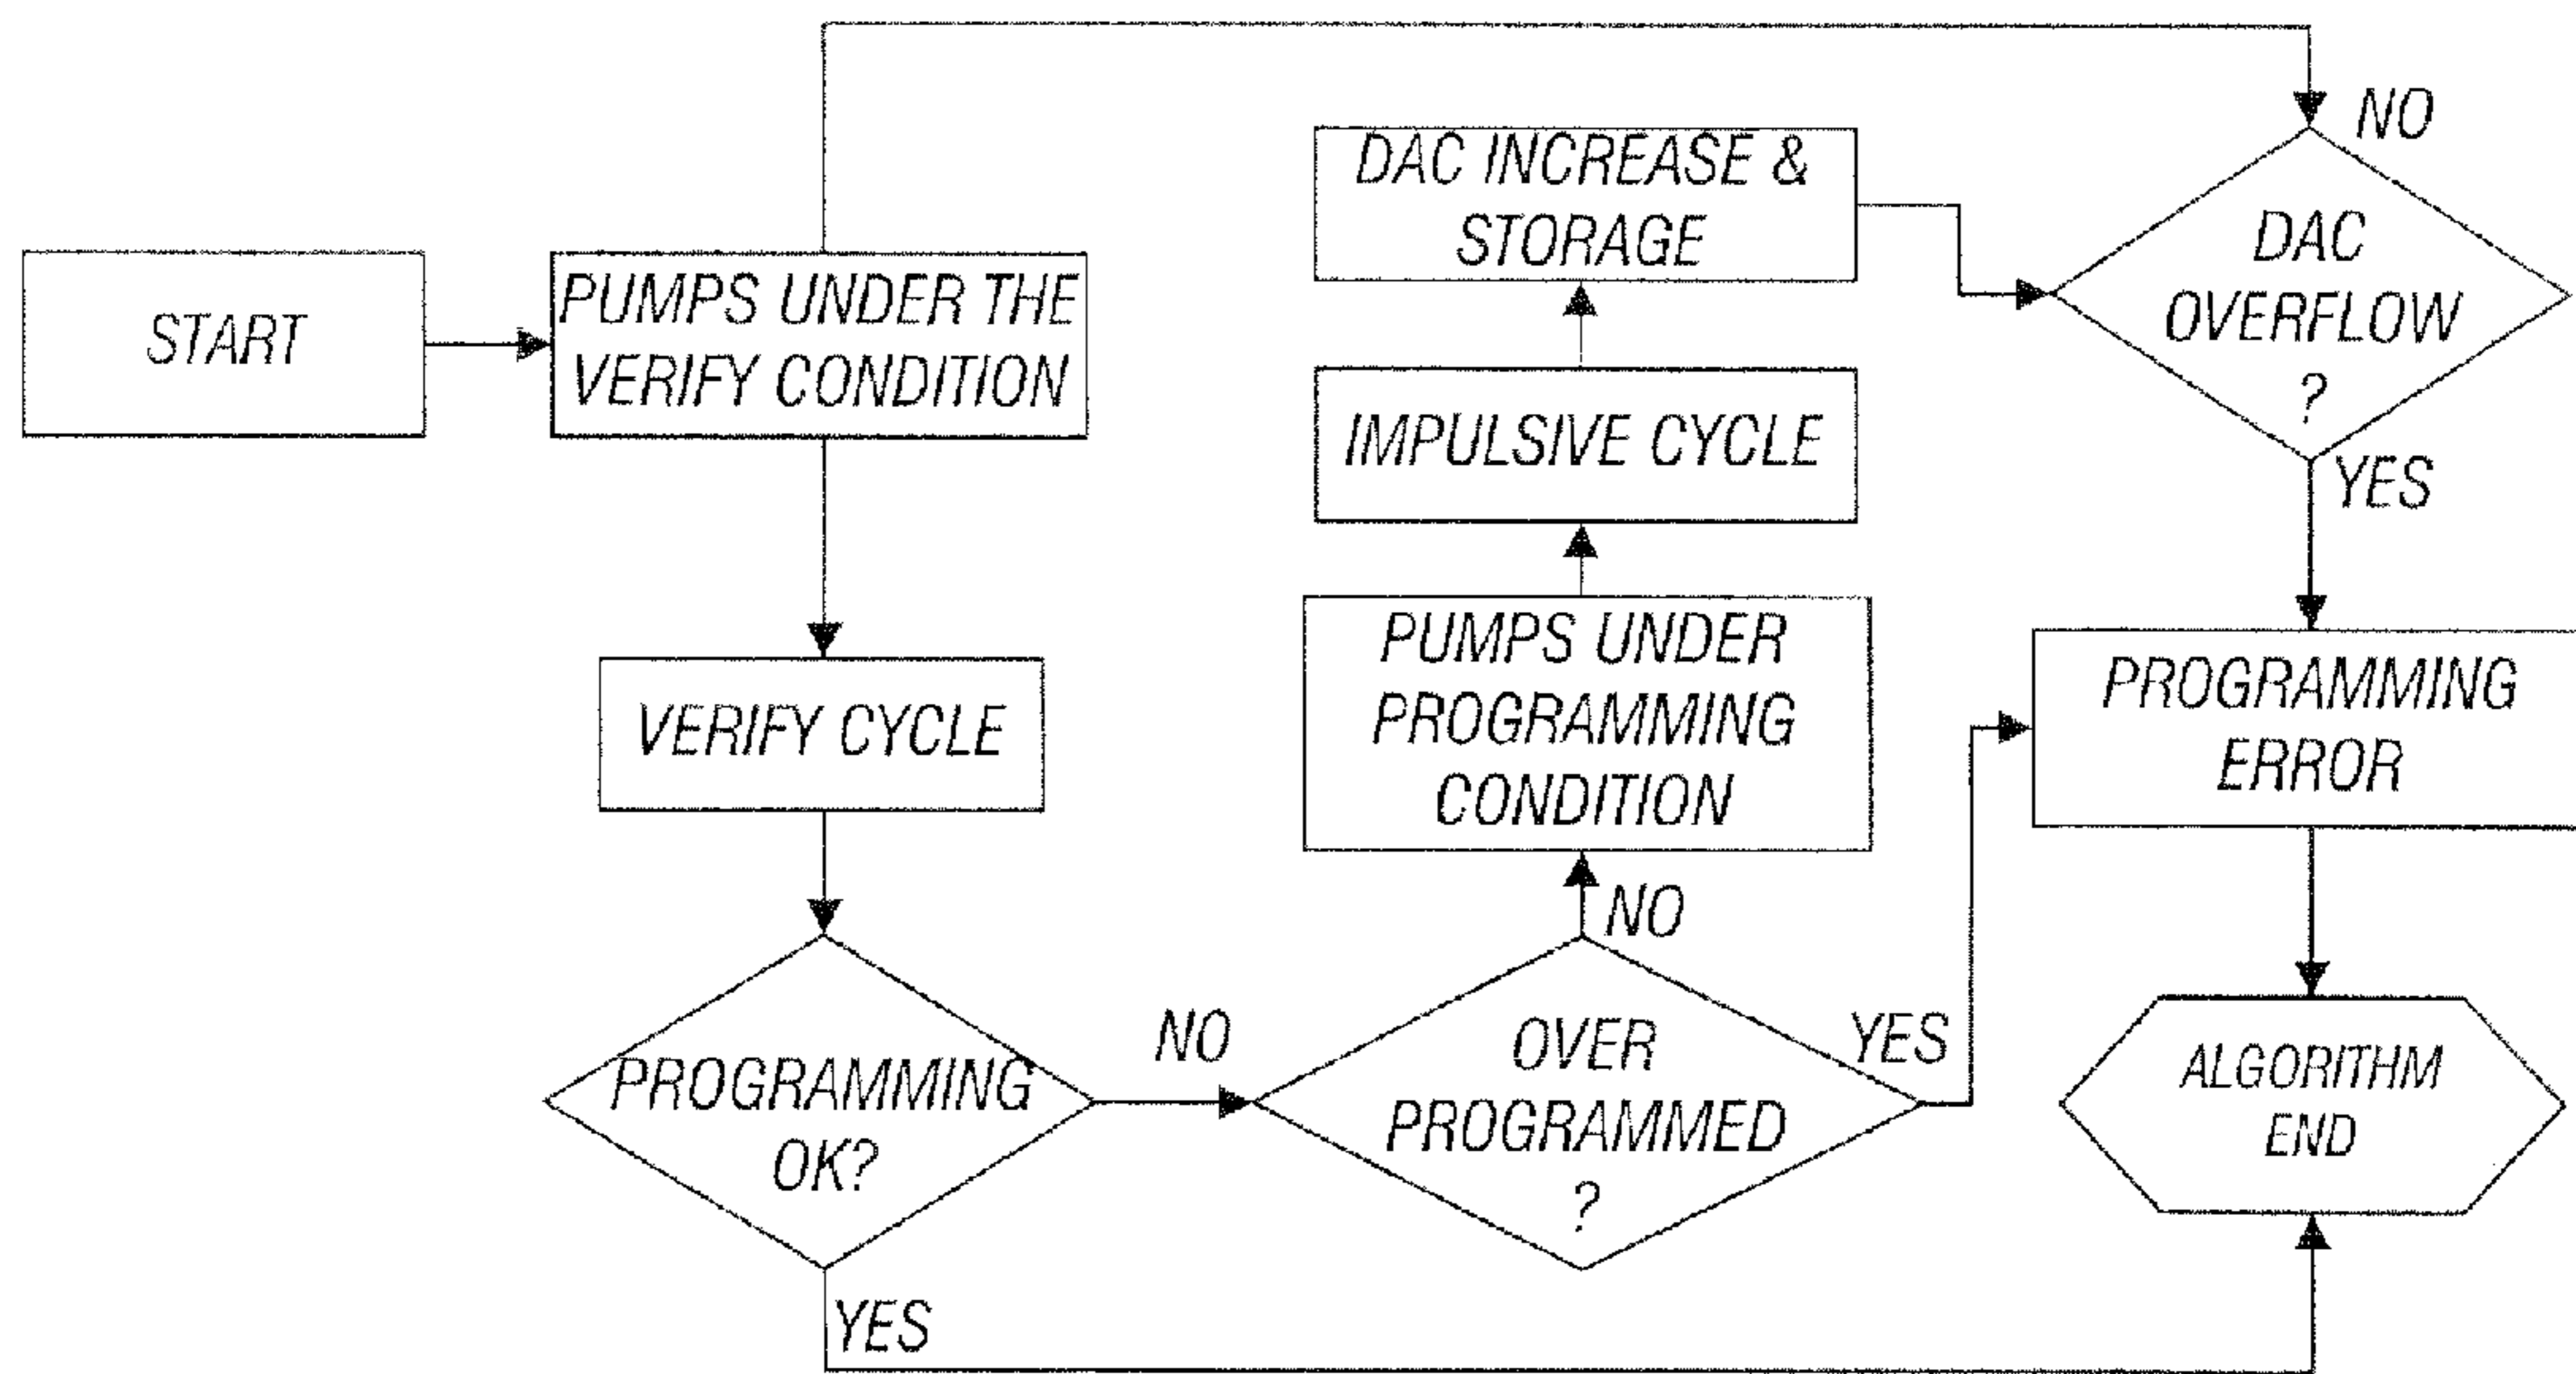 START
PUMPS UNDER THE
VERIFY CONDITION
VERIFY CYCLE
PROGRAMMING
OK?
NO
YES
OVER
PROGRAMMED
?
NO
YES
PUMPS UNDER
PROGRAMMING
CONDITION
IMPULSIVE CYCLE
DAC INCREASE &
STORAGE
NO
DAC
OVERFLOW
?
YES
PROGRAMMING
ERROR
ALGORITHM
END